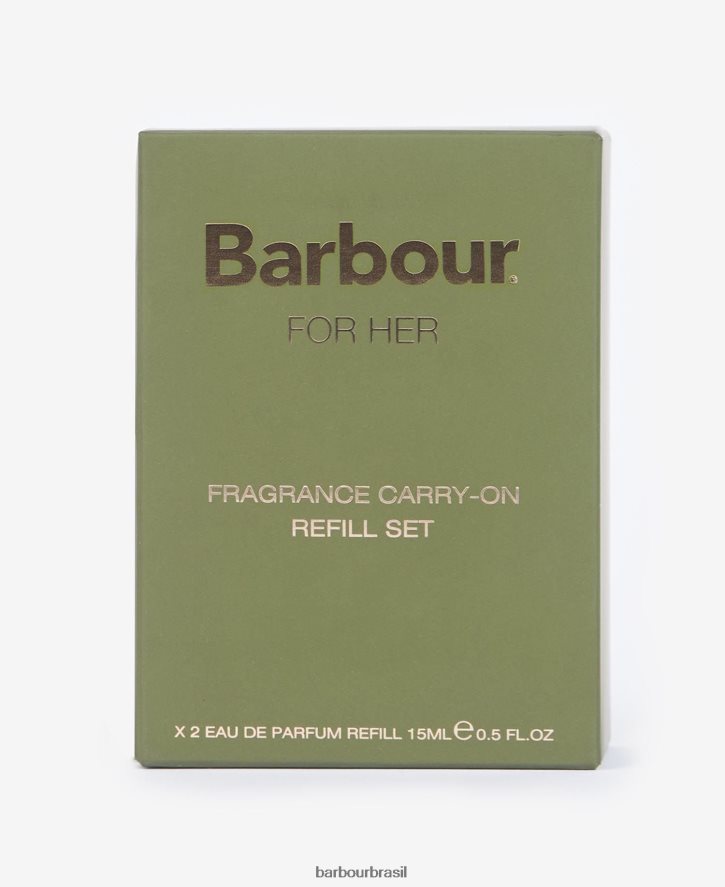 Barbour®
FOR HER
FRAGRANCE CARRY-ON
REFILL SET
X 2 EAU DE PARFUM REFILL 15ML ℮ 0.5 FL.OZ
barbourbrasil